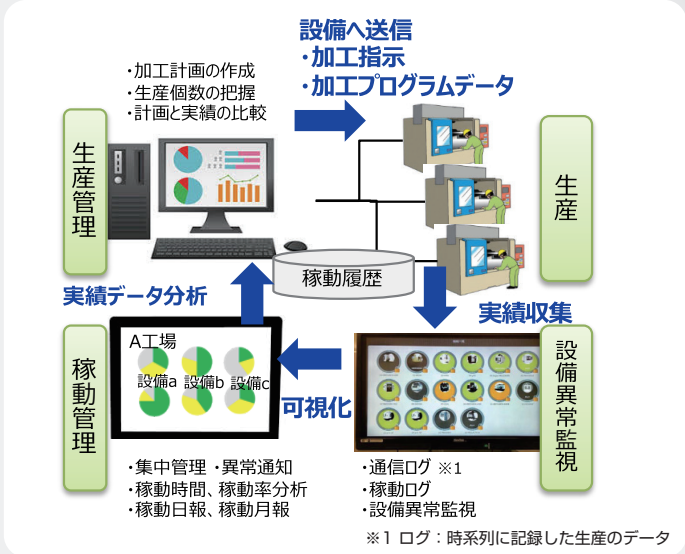 設備へ送信
・加工指示
・加工プログラムデータ
・加工計画の作成
・生産個数の把握
・計画と実績の比較
生産管理
生産
稼動履歴
実績データ分析
実績収集
A工場
設備a 設備b 設備c
稼動管理
可視化
設備異常監視
・集中管理 ・異常通知
・稼動時間、稼動率分析
・稼動日報、稼動月報
・通信ログ ※1
・稼動ログ
・設備異常監視
※1 ログ：時系列に記録した生産のデータ